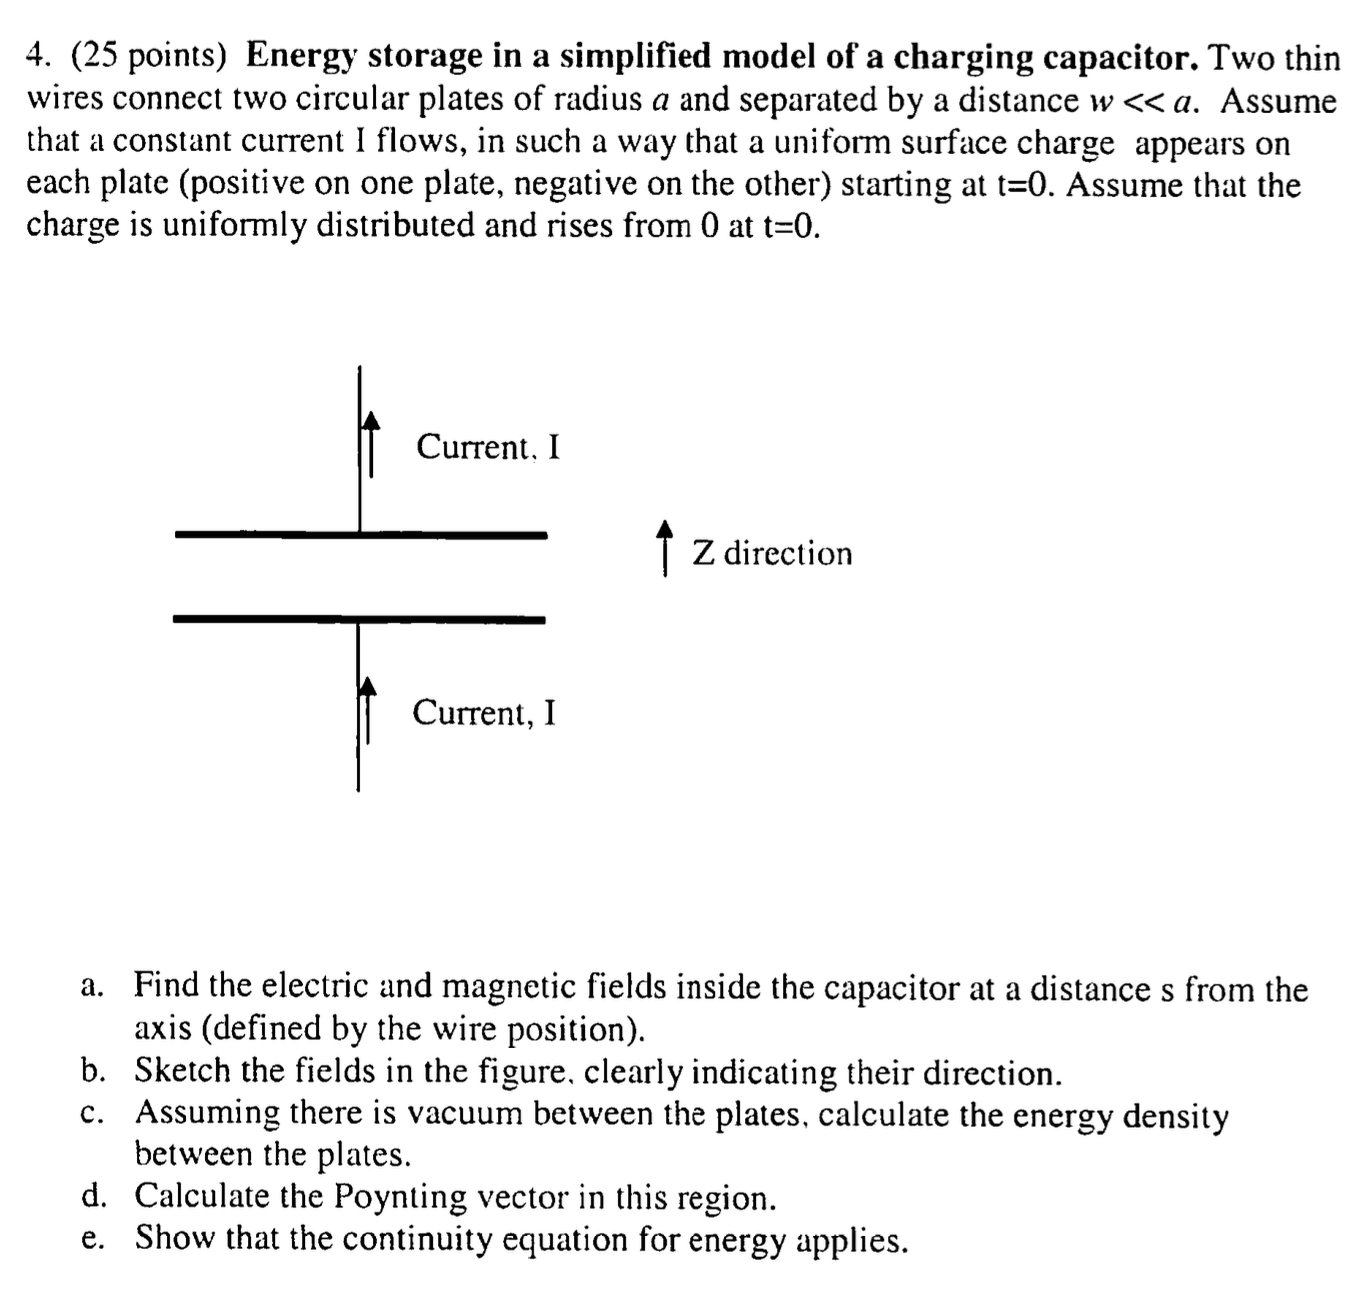 4. (25 points) Energy storage in a simplified model of a charging capacitor. Two thin
wires connect two circular plates of radius a and separated by a distance w << a. Assume
that a constant current I flows, in such a way that a uniform surface charge appears on
each plate (positive on one plate, negative on the other) starting at t=0. Assume that the
charge is uniformly distributed and rises from 0 at t=0.
Current, I
Z direction
Current, I
a. Find the electric and magnetic fields inside the capacitor at a distance s from the
axis (defined by the wire position).
b. Sketch the fields in the figure, clearly indicating their direction.
c. Assuming there is vacuum between the plates, calculate the energy density
between the plates.
d. Calculate the Poynting vector in this region.
e. Show that the continuity equation for energy applies.